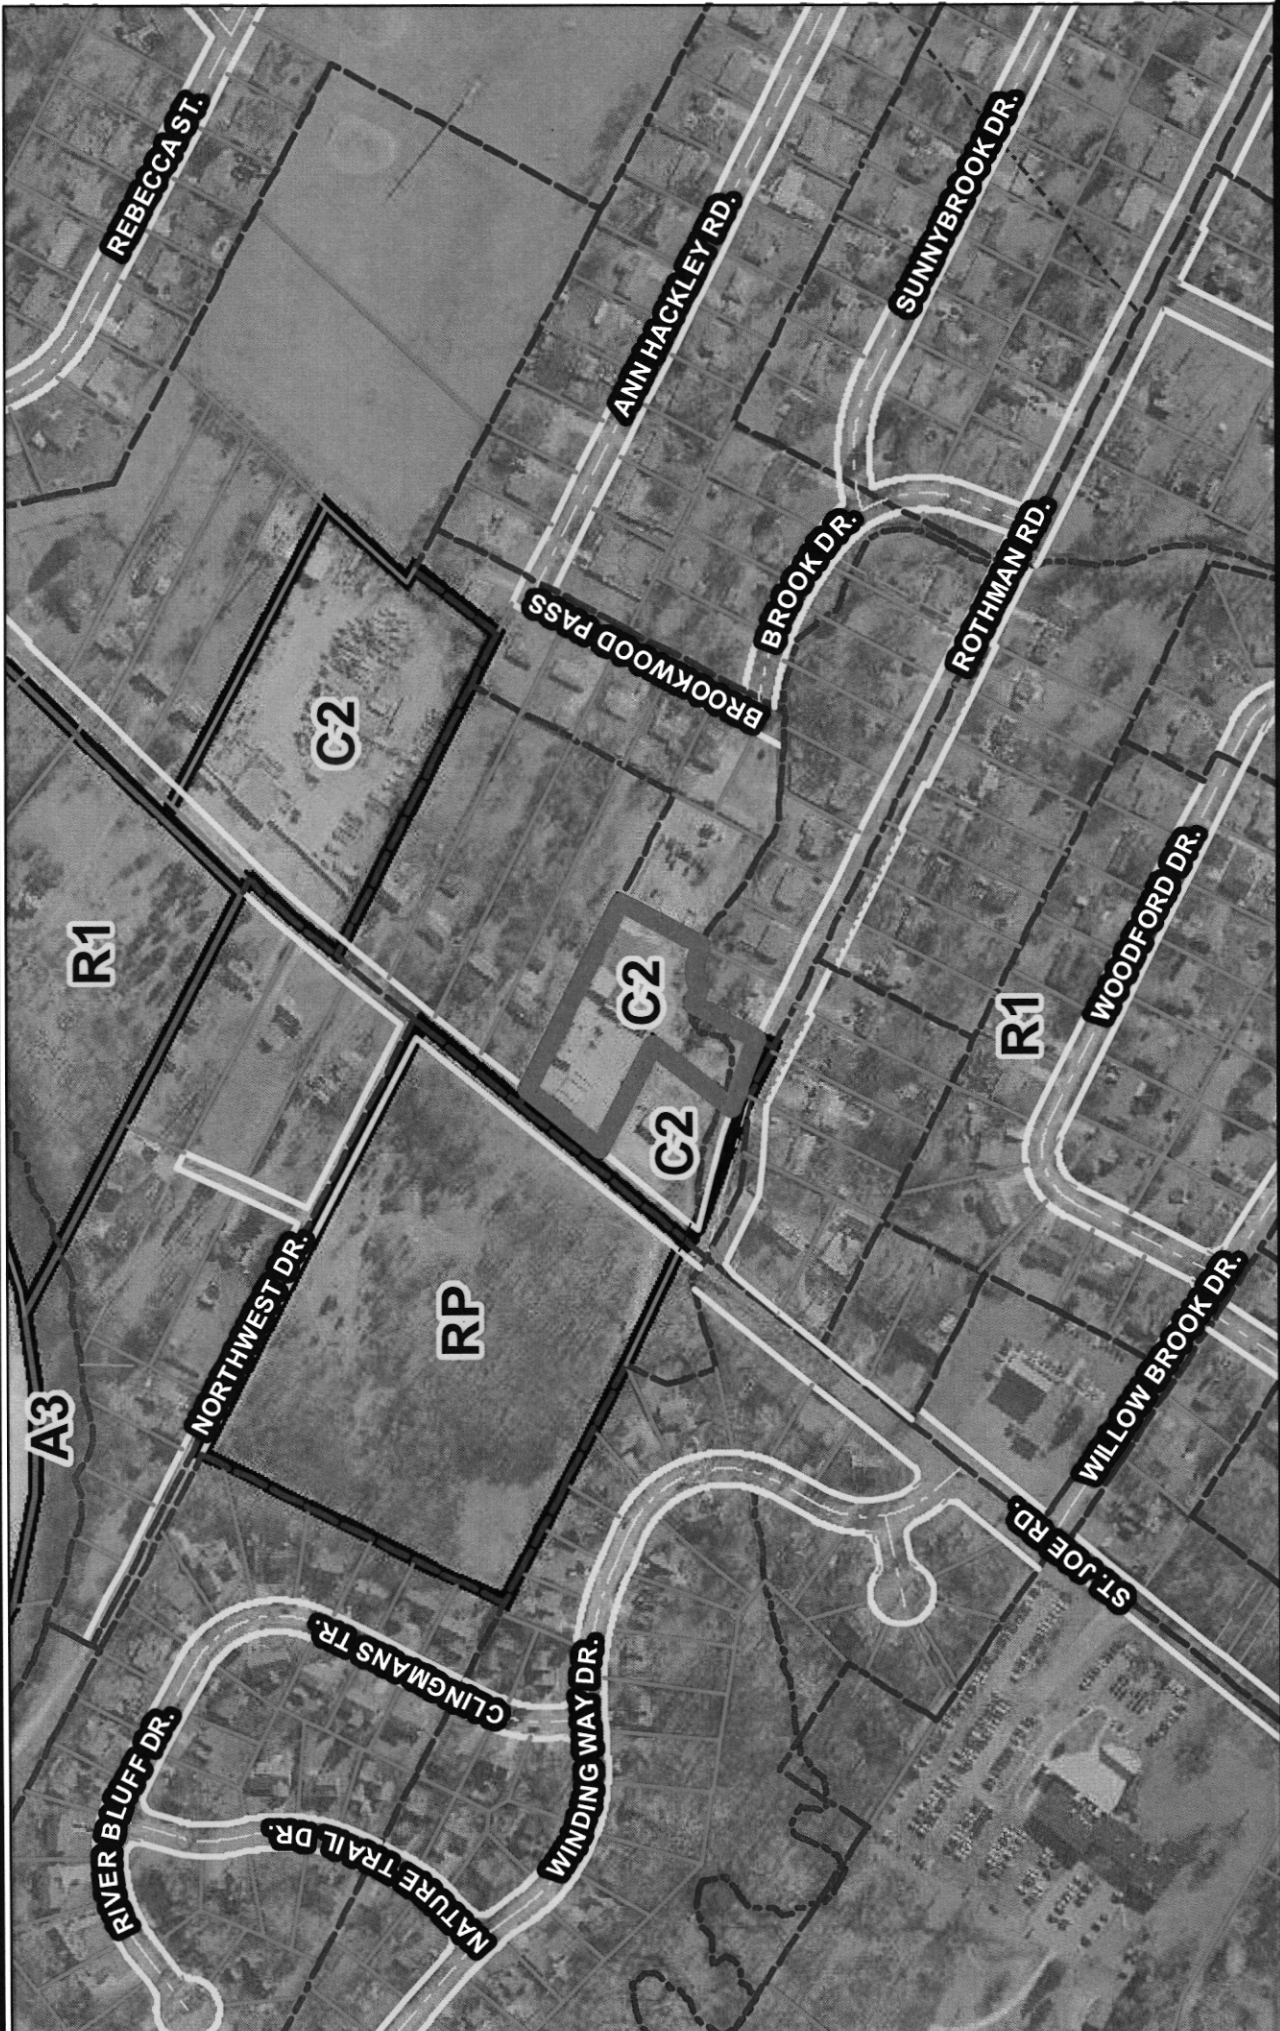 REBECCA ST.
ANN HACKLEY RD.
SUNNYBROOK DR.
BROOKWOOD PASS
BROOK DR.
ROTHMAN RD.
C2
R1
C2
C2
R1
WOODFORD DR.
A3
NORTHWEST DR.
RP
WILLOW BROOK DR.
ST. JOE RD.
CLINGMANS TR.
WINDING WAY DR.
RIVER BLUFF DR.
NATURE TRAIL DR.